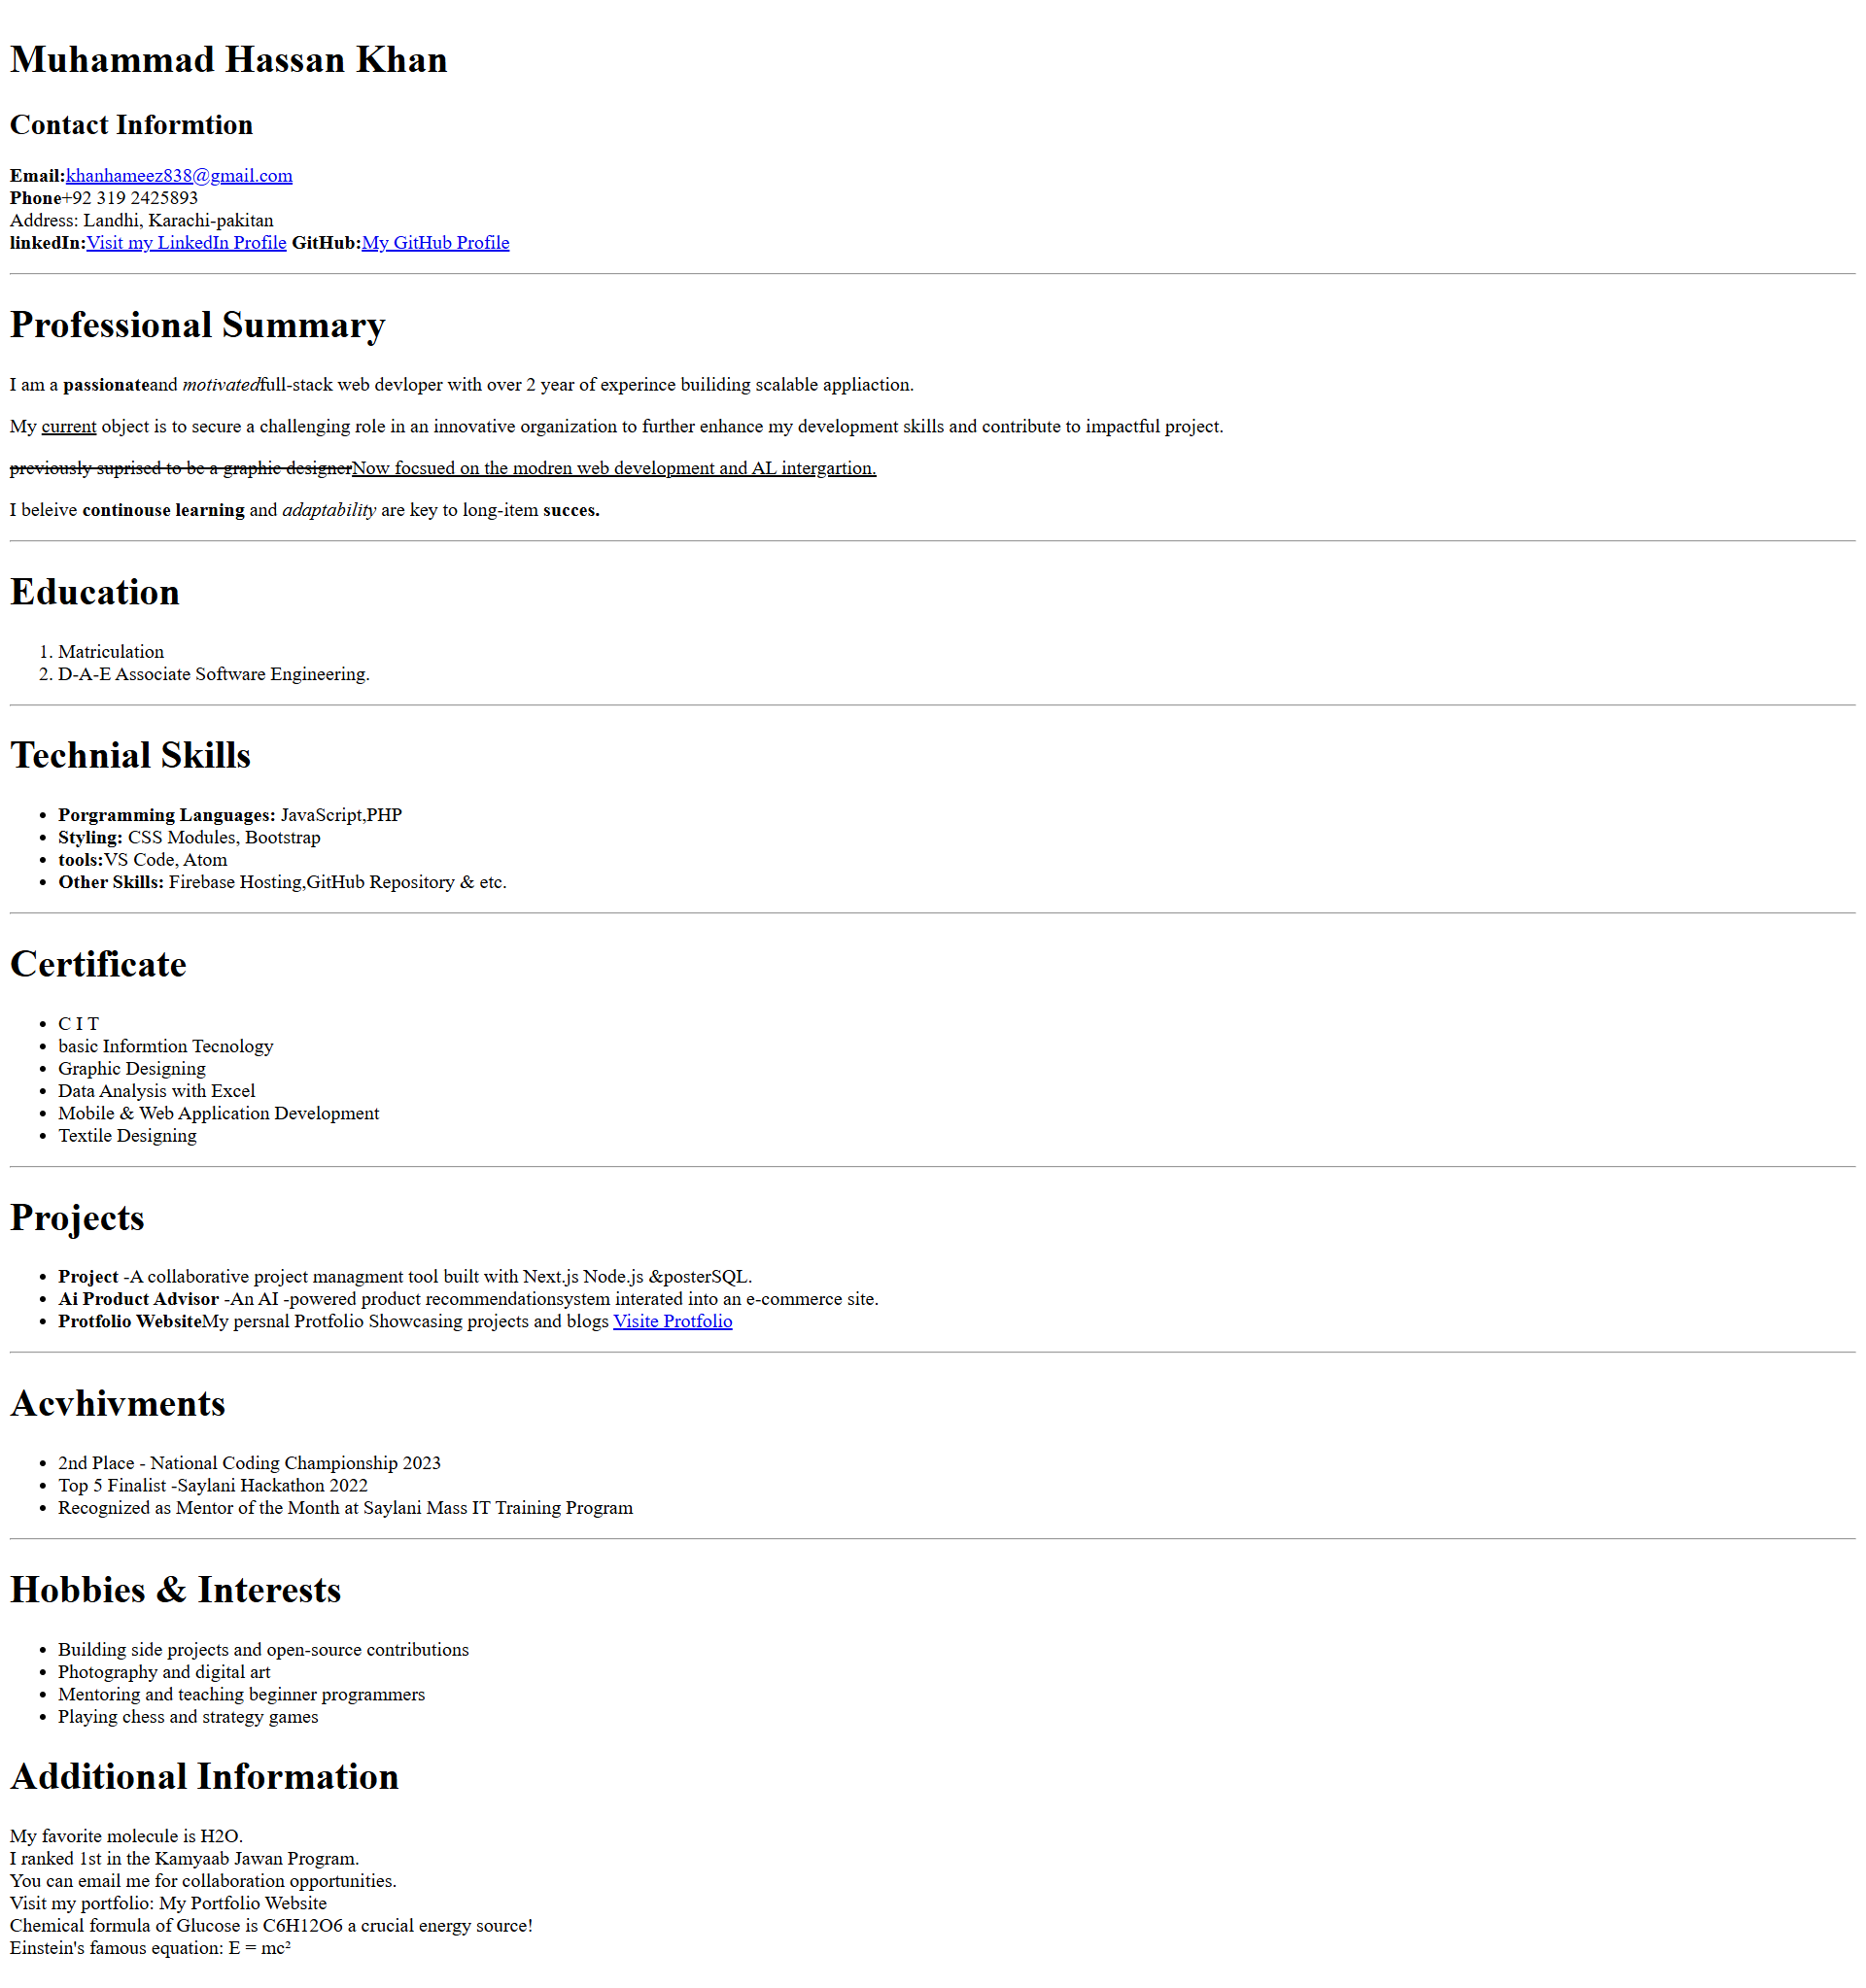 Muhammad Hassan Khan
Contact Informtion
Email:khanhameez838@gmail.com
Phone+92 319 2425893
Address: Landhi, Karachi-pakitan
linkedIn:Visit my LinkedIn Profile GitHub:My GitHub Profile
Professional Summary
I am a passionateand motivatedfull-stack web devloper with over 2 year of experince builiding scalable appliaction.
My current object is to secure a challenging role in an innovative organization to further enhance my development skills and contribute to impactful project.
previously suprised to be a graphic designerNow focsued on the modren web development and AL intergartion.
I beleive continouse learning and adaptability are key to long-item succes.
Education
1. Matriculation
2. D-A-E Associate Software Engineering.
Technial Skills
• Porgramming Languages: JavaScript,PHP
• Styling: CSS Modules, Bootstrap
• tools:VS Code, Atom
• Other Skills: Firebase Hosting,GitHub Repository & etc.
Certificate
• C I T
• basic Informtion Tecnology
• Graphic Designing
• Data Analysis with Excel
• Mobile & Web Application Development
• Textile Designing
Projects
• Project -A collaborative project managment tool built with Next.js Node.js &posterSQL.
• Ai Product Advisor -An AI -powered product recommendationsystem interated into an e-commerce site.
• Protfolio WebsiteMy persnal Protfolio Showcasing projects and blogs Visite Protfolio
Acvhivments
• 2nd Place - National Coding Championship 2023
• Top 5 Finalist -Saylani Hackathon 2022
• Recognized as Mentor of the Month at Saylani Mass IT Training Program
Hobbies & Interests
• Building side projects and open-source contributions
• Photography and digital art
• Mentoring and teaching beginner programmers
• Playing chess and strategy games
Additional Information
My favorite molecule is H2O.
I ranked 1st in the Kamyaab Jawan Program.
You can email me for collaboration opportunities.
Visit my portfolio: My Portfolio Website
Chemical formula of Glucose is C6H12O6 a crucial energy source!
Einstein's famous equation: E = mc²